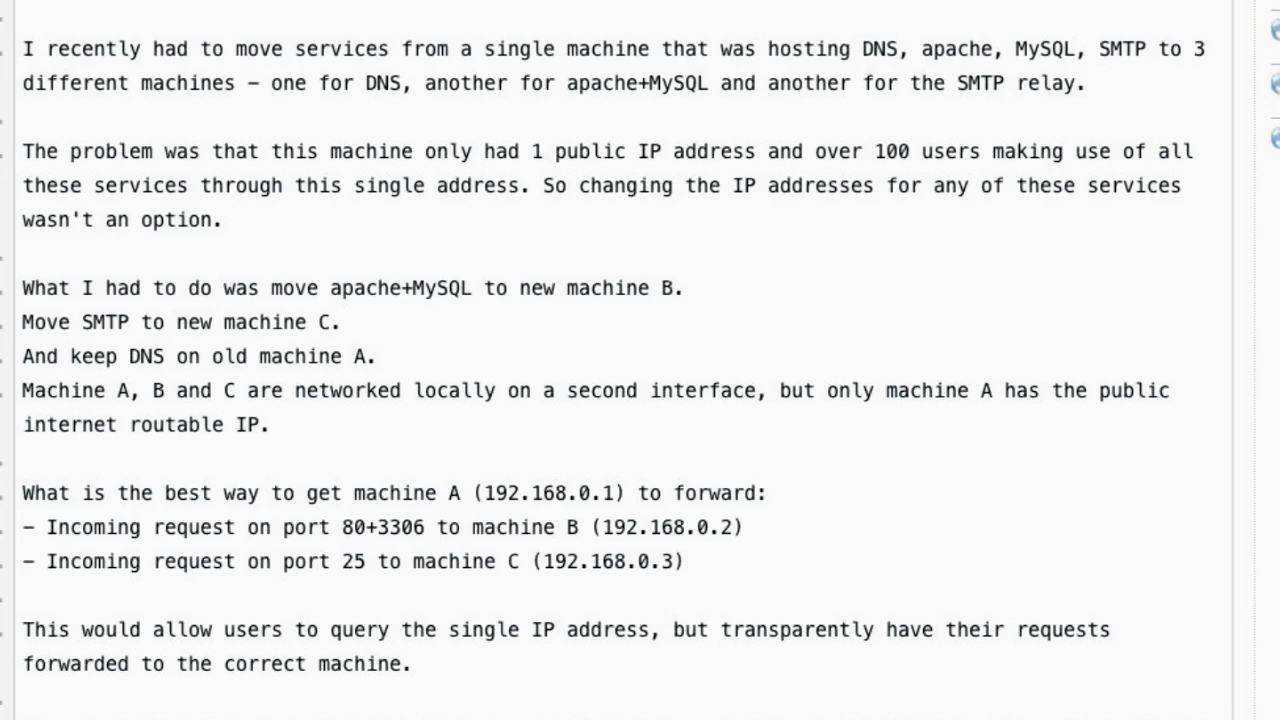 I recently had to move services from a single machine that was hosting DNS, apache, MySQL, SMTP to 3
different machines – one for DNS, another for apache+MySQL and another for the SMTP relay.
The problem was that this machine only had 1 public IP address and over 100 users making use of all
these services through this single address. So changing the IP addresses for any of these services
wasn't an option.
What I had to do was move apache+MySQL to new machine B.
Move SMTP to new machine C.
And keep DNS on old machine A.
Machine A, B and C are networked locally on a second interface, but only machine A has the public
internet routable IP.
What is the best way to get machine A (192.168.0.1) to forward:
– Incoming request on port 80+3306 to machine B (192.168.0.2)
– Incoming request on port 25 to machine C (192.168.0.3)
This would allow users to query the single IP address, but transparently have their requests
forwarded to the correct machine.